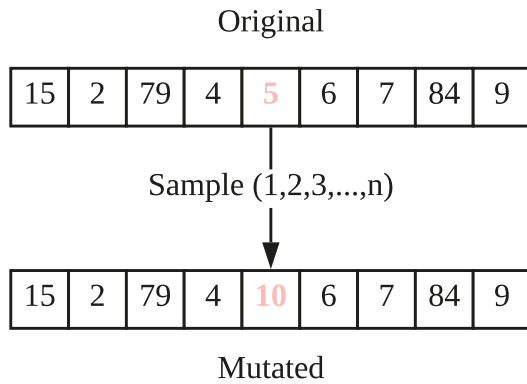 Original
15 2 79 4 5 6 7 84 9
Sample (1,2,3,...,n)
15 2 79 4 10 6 7 84 9
Mutated